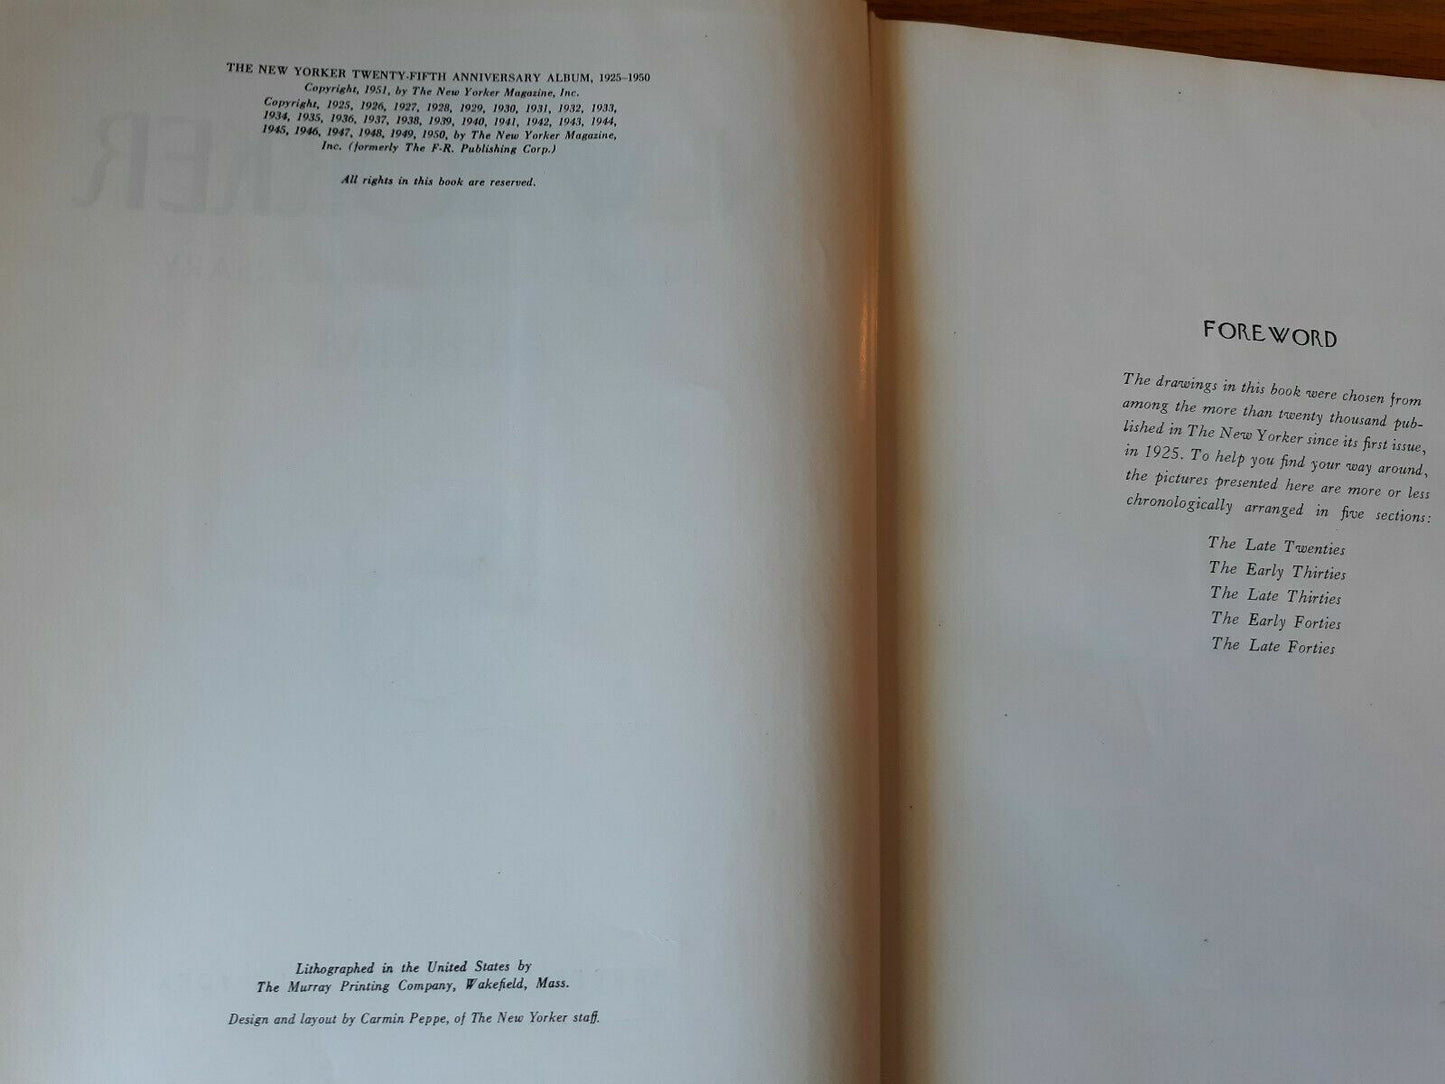 THE NEW YORKER TWENTY-FIFTH ANNIVERSARY ALBUM, 1925–1950
Copyright, 1951, by The New Yorker Magazine, Inc.
Copyright, 1925, 1926, 1927, 1928, 1929, 1930, 1931, 1932, 1933,
1934, 1935, 1936, 1937, 1938, 1939, 1940, 1941, 1942, 1943, 1944,
1945, 1946, 1947, 1948, 1949, 1950, by The New Yorker Magazine,
Inc. (formerly The F-R. Publishing Corp.)
All rights in this book are reserved.
Lithographed in the United States by
The Murray Printing Company, Wakefield, Mass.
Design and layout by Carmin Peppe, of The New Yorker staff.
FOREWORD
The drawings in this book were chosen from
among the more than twenty thousand pub-
lished in The New Yorker since its first issue,
in 1925. To help you find your way around,
the pictures presented here are more or less
chronologically arranged in five sections:
The Late Twenties
The Early Thirties
The Late Thirties
The Early Forties
The Late Forties